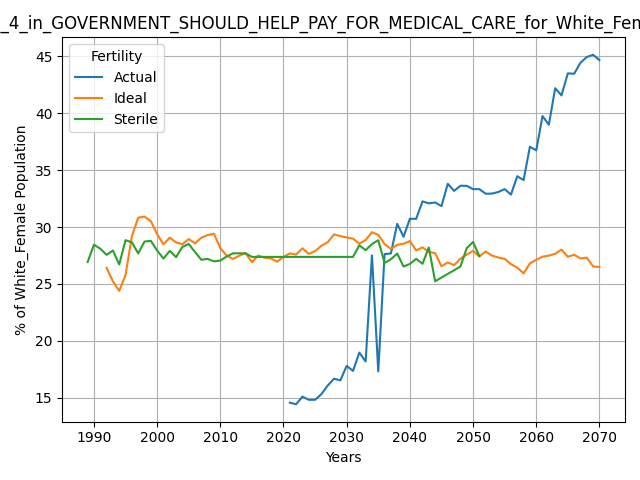 _4_in_GOVERNMENT_SHOULD_HELP_PAY_FOR_MEDICAL_CARE_for_White_Fem
Fertility
Actual
Ideal
Sterile
% of White_Female Population
45
40
35
30
25
20
15
1990 2000 2010 2020 2030 2040 2050 2060 2070
Years